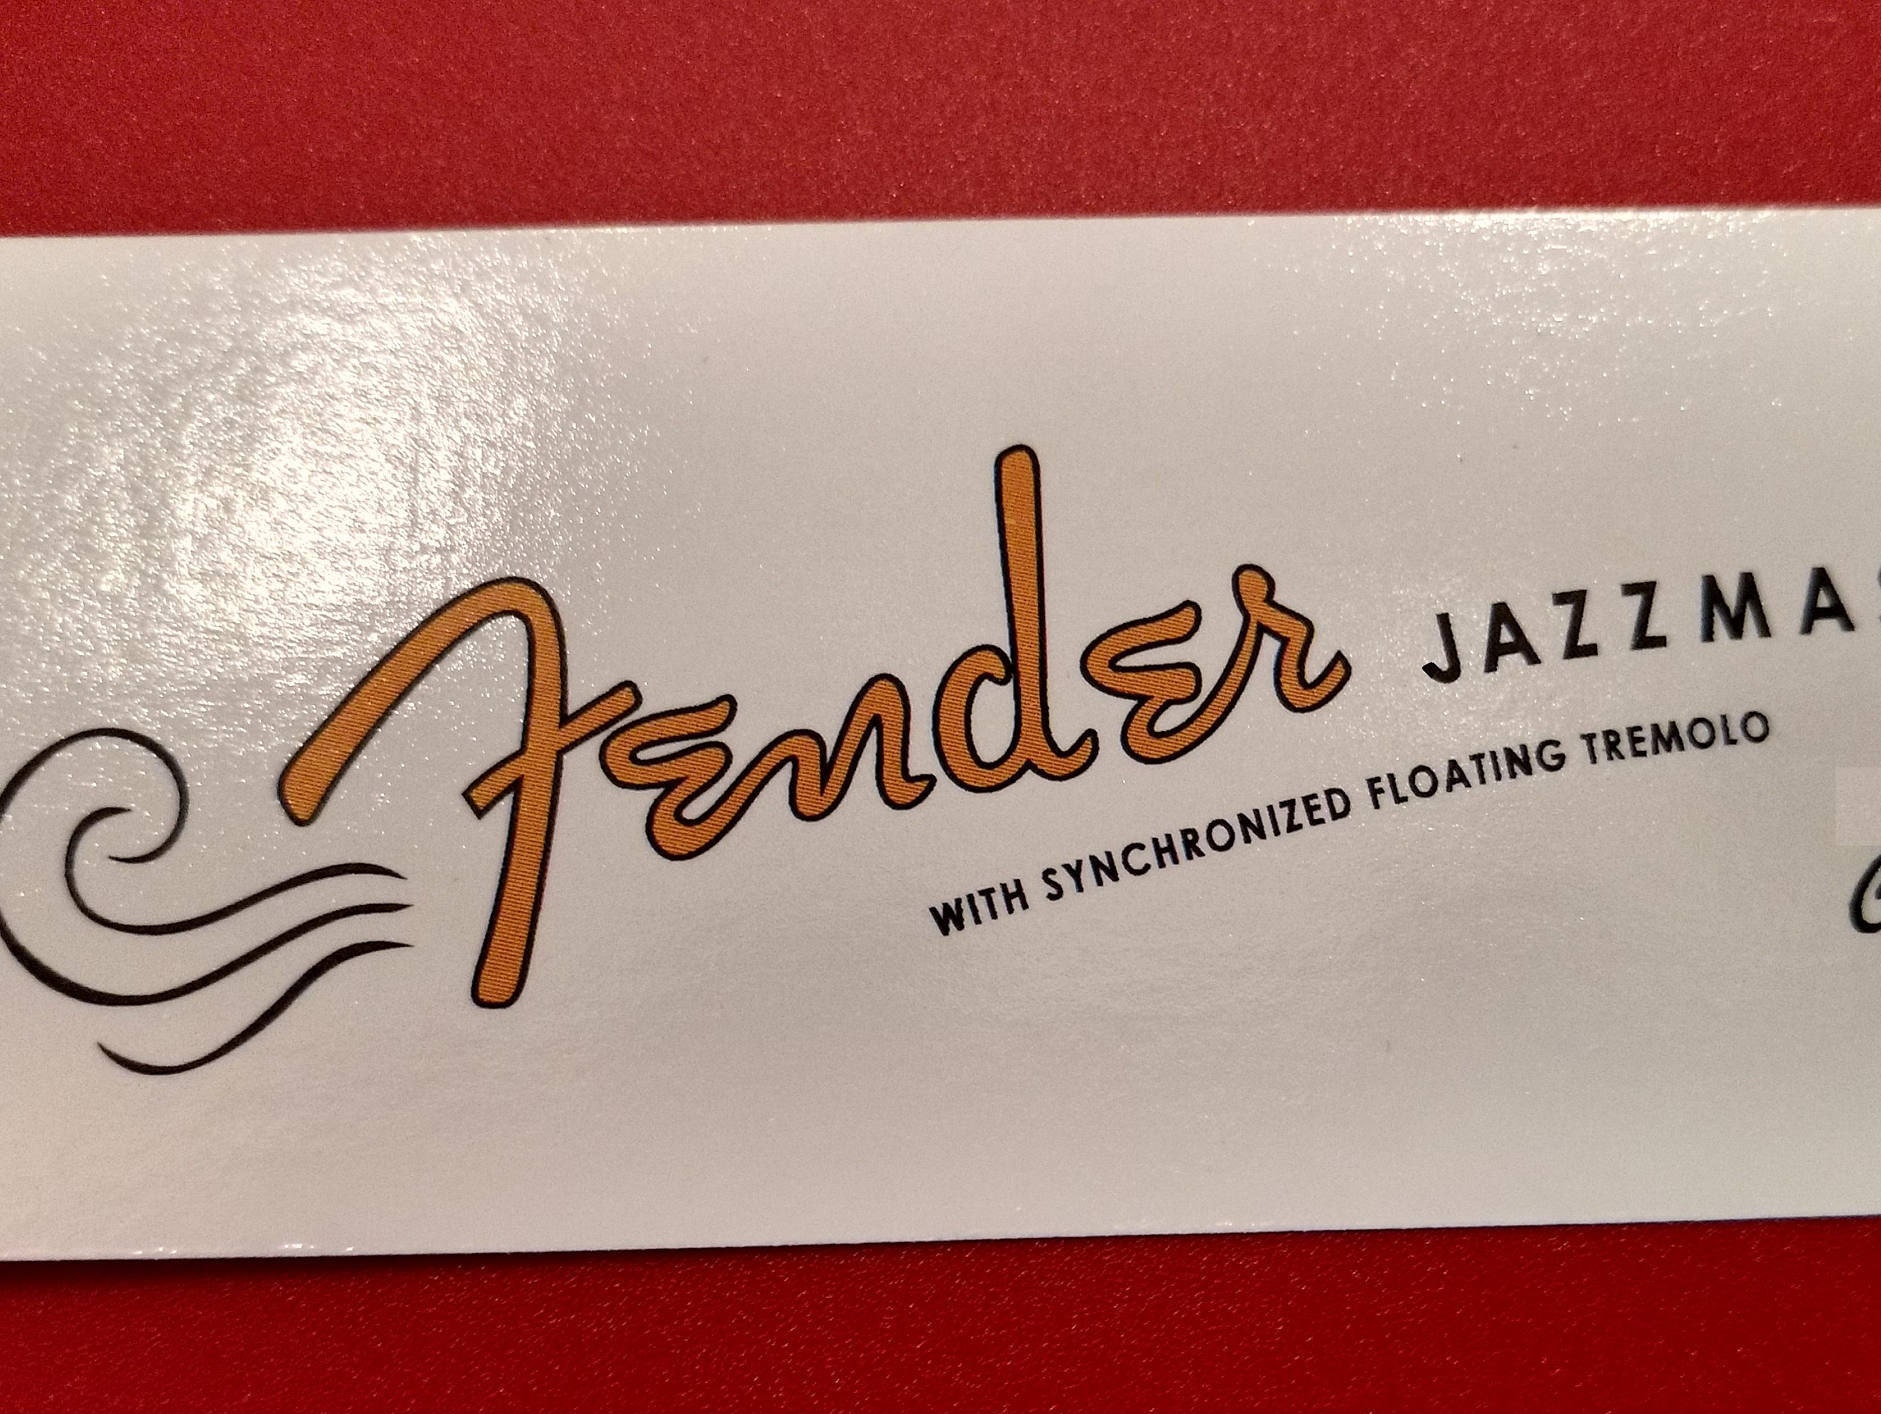 Fender JAZZMAS
WITH SYNCHRONIZED FLOATING TREMOLO